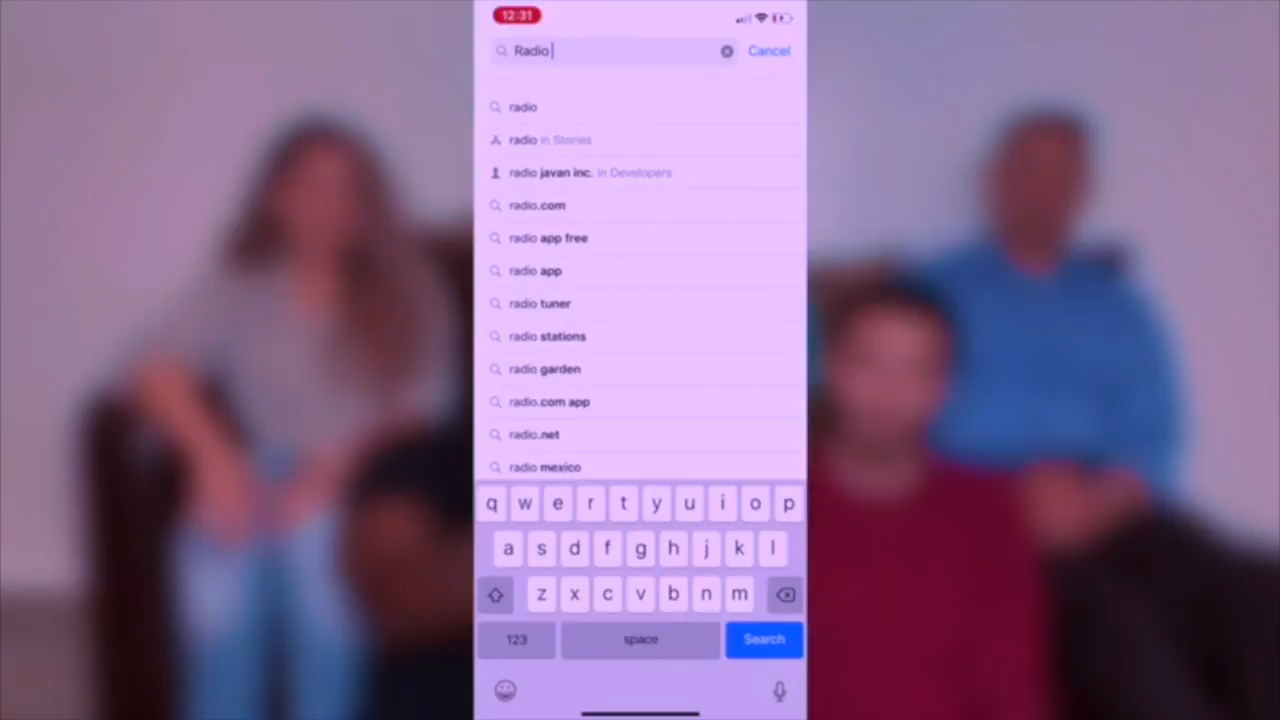 12:31
Radio
Cancel
radio
radio in Stories
radio javan inc. in Developers
radio.com
radio app free
radio app
radio tuner
radio stations
radio garden
radio.com app
radio.net
radio mexico
q w e r t y u i o p
a s d f g h j k l
z x c v b n m
123
space
Search